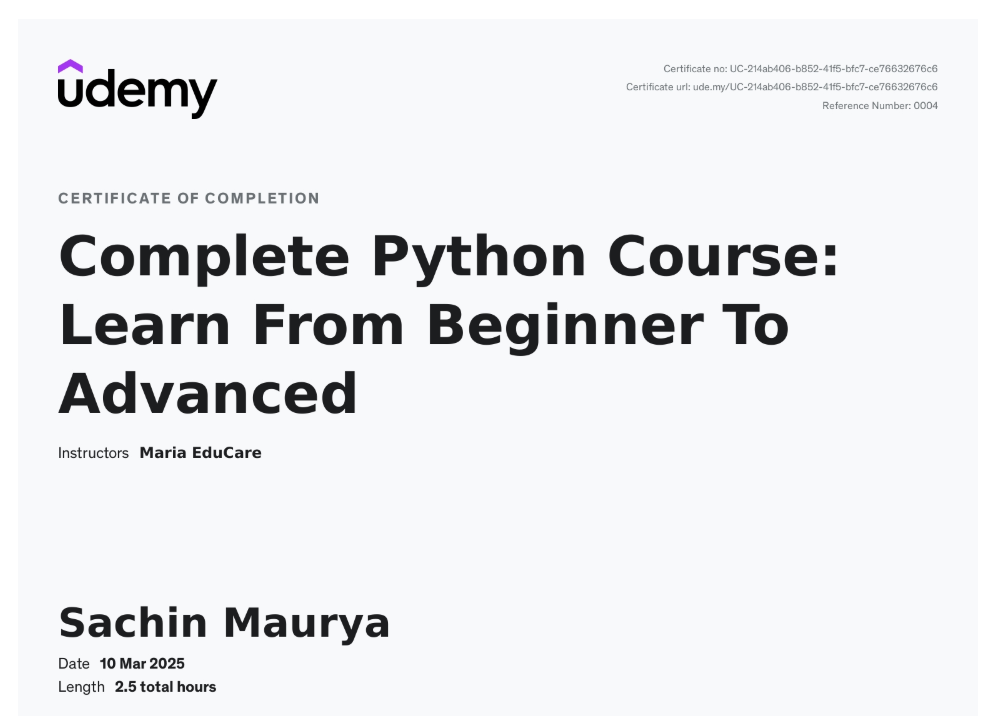 udemy
Certificate no: UC-214ab406-b852-41f5-bfc7-ce76632676c6
Certificate url: ude.my/UC-214ab406-b852-41f5-bfc7-ce76632676c6
Reference Number: 0004
CERTIFICATE OF COMPLETION
Complete Python Course:
Learn From Beginner To
Advanced
Instructors Maria EduCare
Sachin Maurya
Date 10 Mar 2025
Length 2.5 total hours